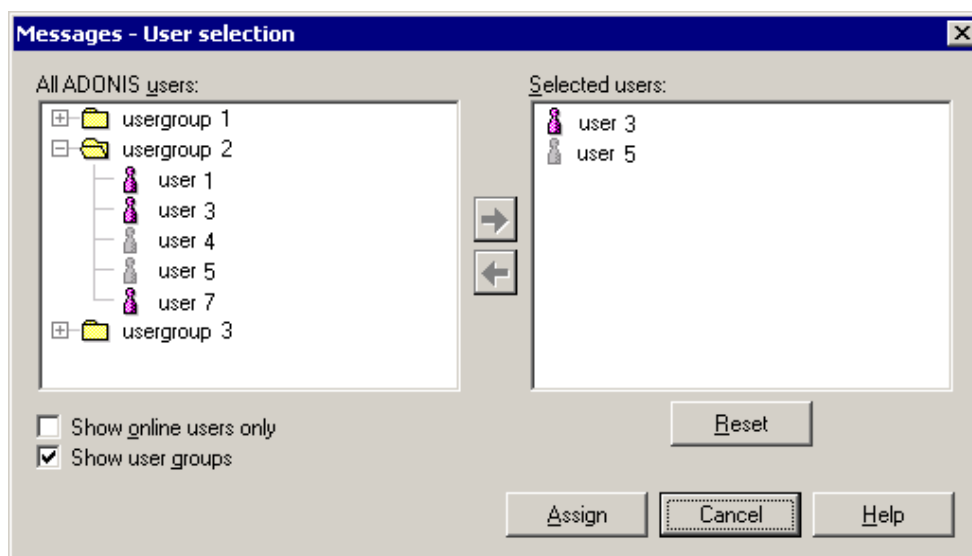 Messages - User selection
All ADONIS users:
usergroup 1
usergroup 2
user 1
user 3
user 4
user 5
user 7
usergroup 3
Show online users only
Show user groups
Selected users:
user 3
user 5
Reset
Assign
Cancel
Help